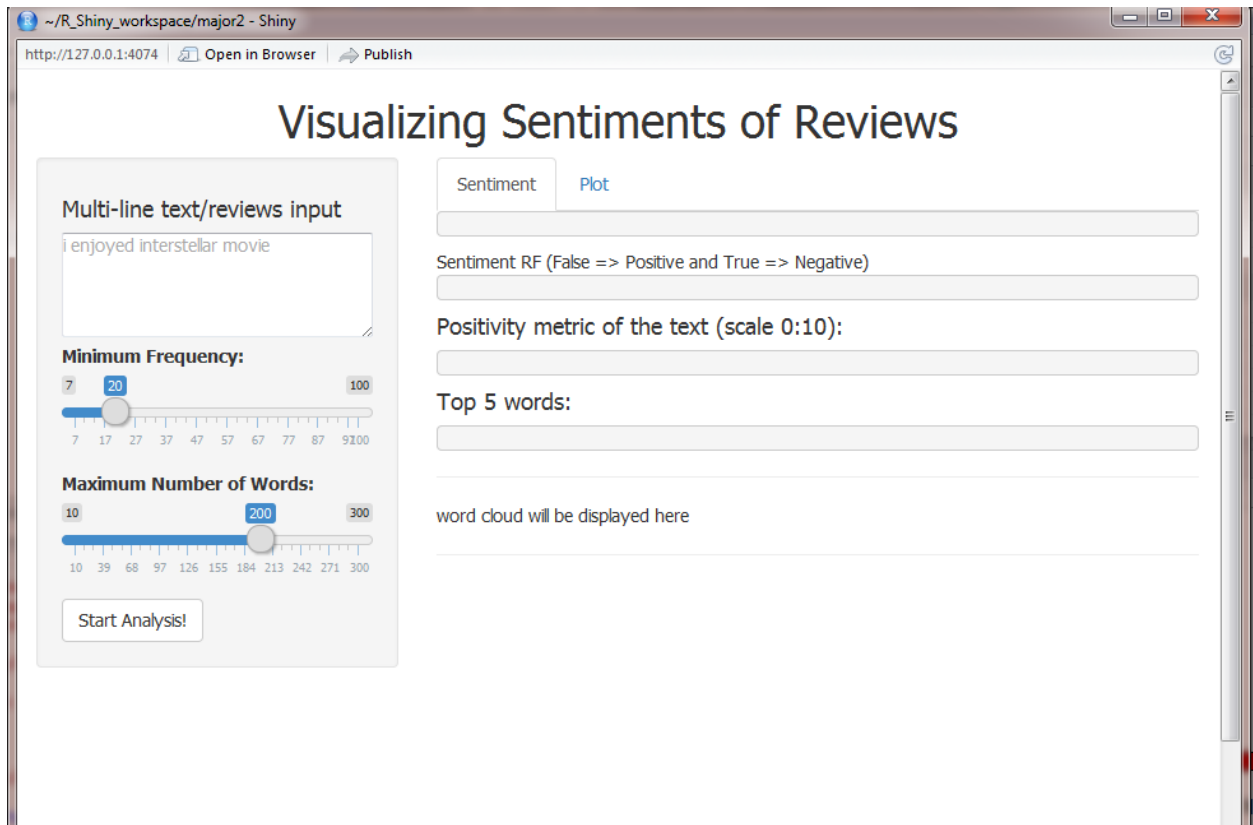 ~/R_Shiny_workspace/major2 - Shiny
http://127.0.0.1:4074 Open in Browser Publish
Visualizing Sentiments of Reviews
Multi-line text/reviews input
i enjoyed interstellar movie
Minimum Frequency:
7 20 100
7 17 27 37 47 57 67 77 87 97 100
Maximum Number of Words:
10 200 300
10 39 68 97 126 155 184 213 242 271 300
Start Analysis!
Sentiment Plot
Sentiment RF (False => Positive and True => Negative)
Positivity metric of the text (scale 0:10):
Top 5 words:
word cloud will be displayed here